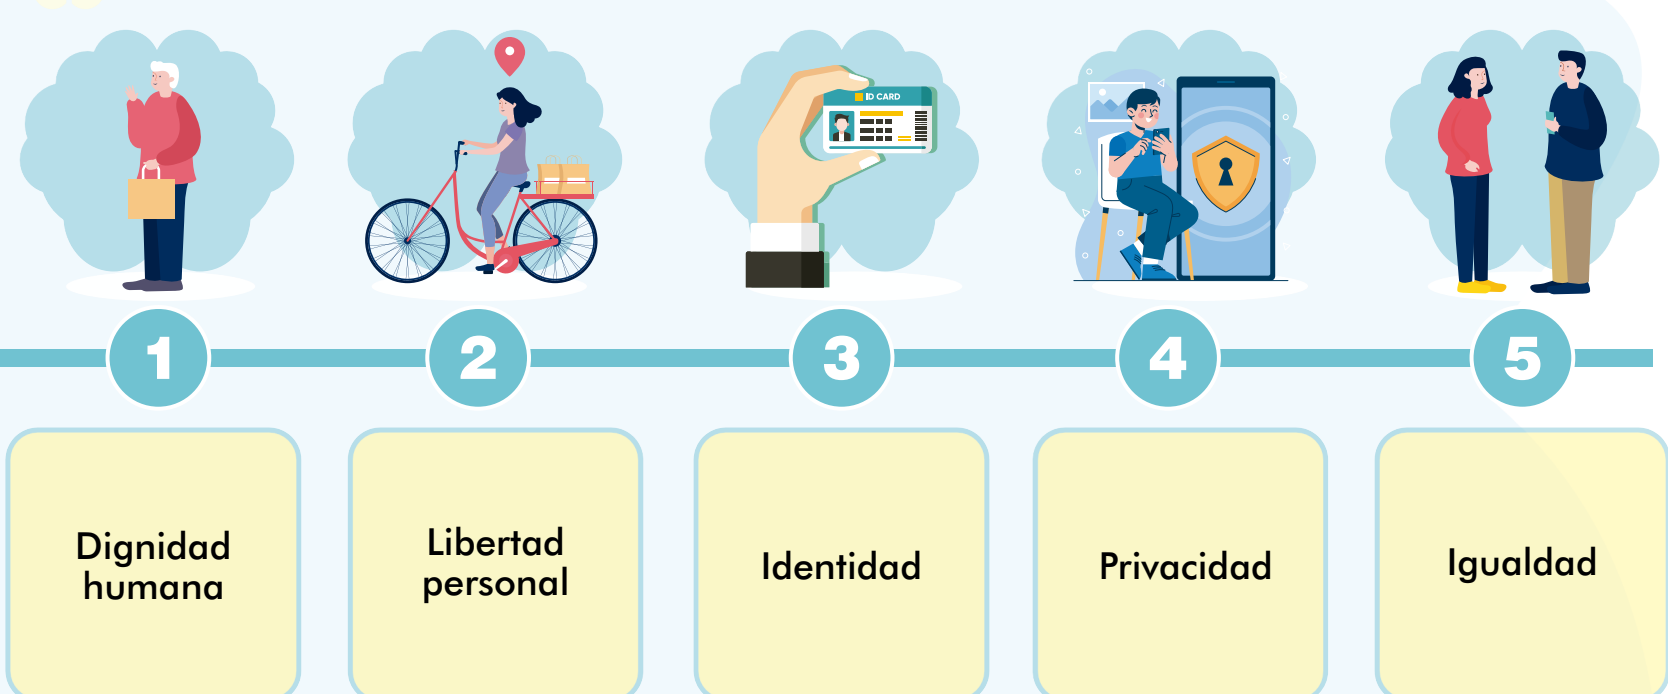 ID CARD
1
2
3
4
5
Dignidad
humana
Libertad
personal
Identidad
Privacidad
Igualdad